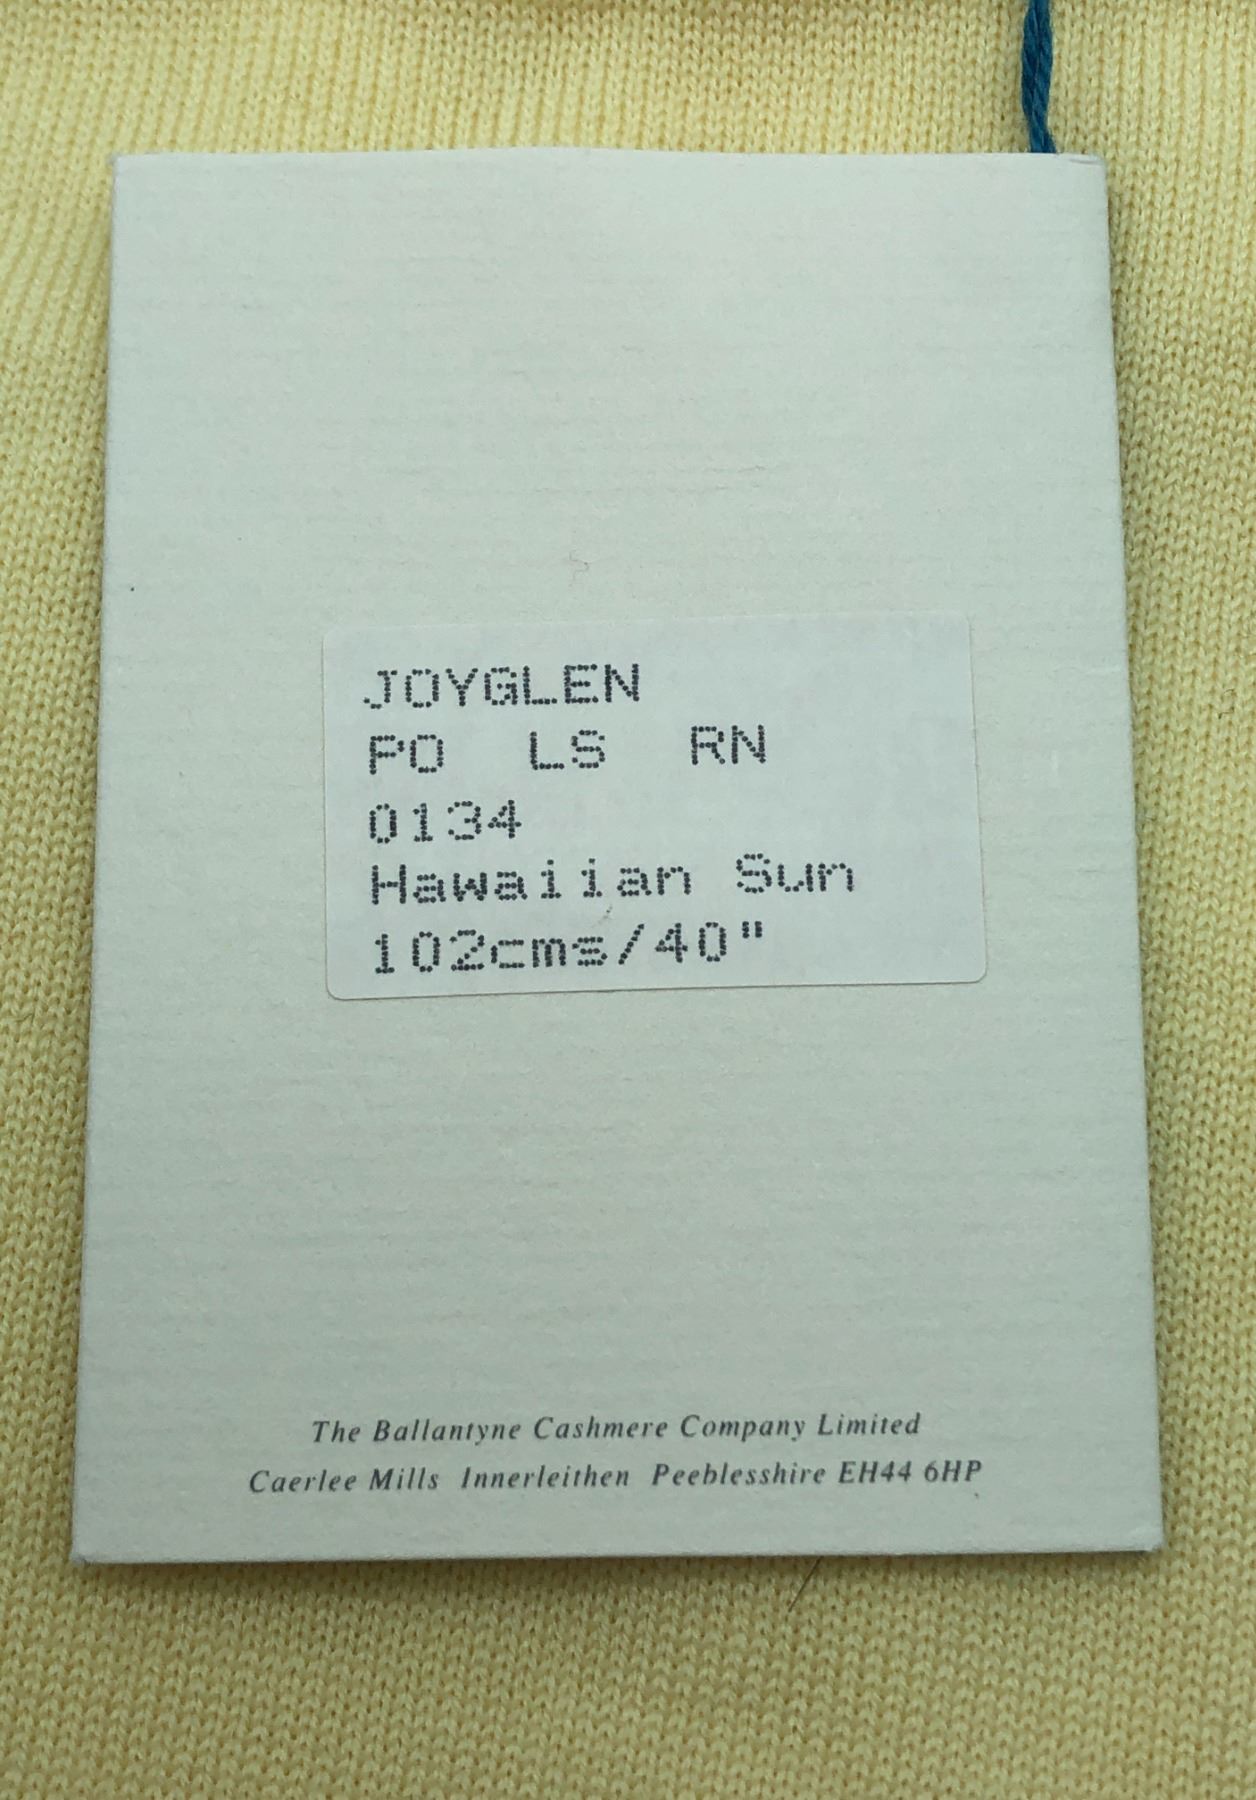 JOYGLEN
PO LS RN
0134
Hawaiian Sun
102cms/40"
The Ballantyne Cashmere Company Limited
Caerlee Mills Innerleithen Peeblesshire EH44 6HP